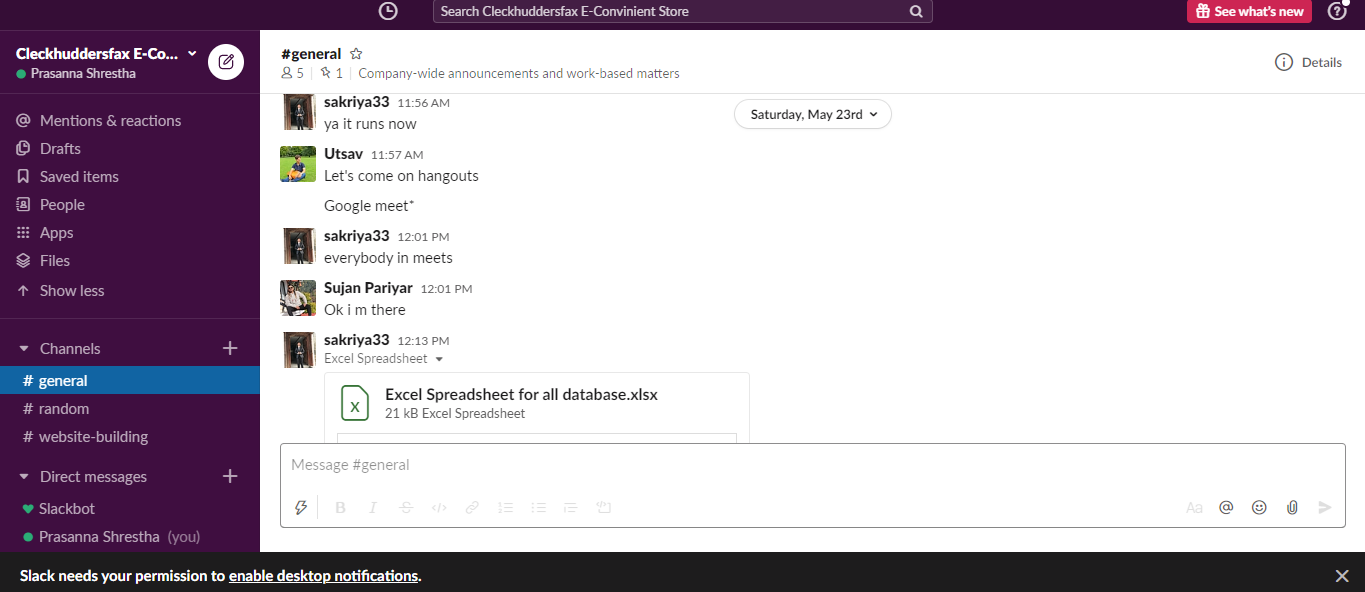 Search Cleckhuddersfax E-Convinient Store
See what's new
Cleckhuddersfax E-Co...
Prasanna Shrestha
Mentions & reactions
Drafts
Saved items
People
Apps
Files
Show less
Channels
# general
# random
# website-building
Direct messages
Slackbot
Prasanna Shrestha (you)
#general
5 1 Company-wide announcements and work-based matters
Details
Saturday, May 23rd
sakriya33 11:56 AM
ya it runs now
Utsav 11:57 AM
Let's come on hangouts
Google meet*
sakriya33 12:01 PM
everybody in meets
Sujan Pariyar 12:01 PM
Ok i m there
sakriya33 12:13 PM
Excel Spreadsheet
X
Excel Spreadsheet for all database.xlsx
21 kB Excel Spreadsheet
Message #general
B I S </> Aa @
Slack needs your permission to enable desktop notifications.